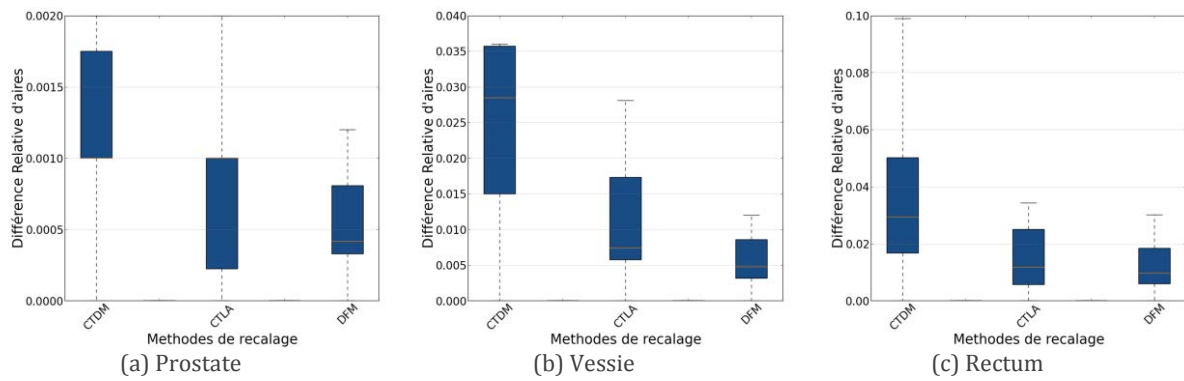 0.0020
0.0015
0.0010
0.0005
0.0000
Différence Relative d'aires
CTDM
CTLA
DFM
Methodes de recalage
(a) Prostate
0.040
0.035
0.030
0.025
0.020
0.015
0.010
0.005
0.000
Différence Relative d'aires
CTDM
CTLA
DFM
Methodes de recalage
(b) Vessie
0.10
0.08
0.06
0.04
0.02
0.00
Différence Relative d'aires
CTDM
CTLA
DFM
Methodes de recalage
(c) Rectum